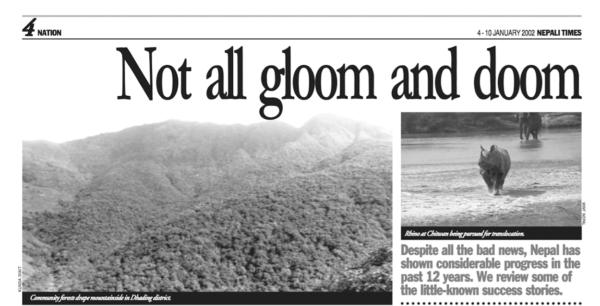 4 NATION
4 - 10 JANUARY 2002 NEPALI TIMES
Not all gloom and doom
Rhino at Chitwan being pursued for translocation.
Despite all the bad news, Nepal has
shown considerable progress in the
past 12 years. We review some of
the little-known success stories.
Community forests drape mountainside in Dhading district.